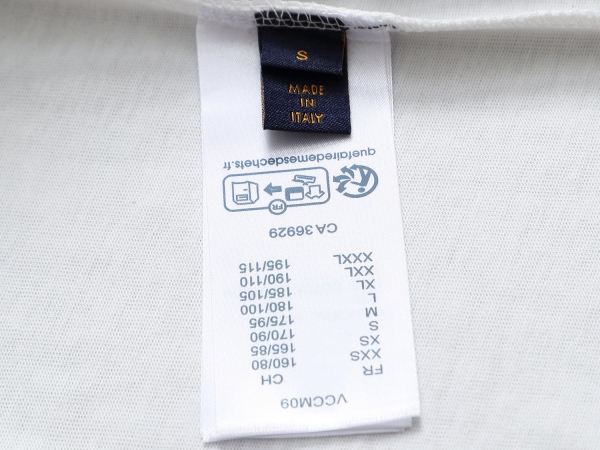 S
MADE
IN
ITALY
VCCM09
FR CH
XXS 160/80
XS 165/85
S 170/90
M 175/95
L 180/100
XL 185/105
XXL 190/110
XXXL 195/115
CA 36929
FR
quefairedemesdechets.fr